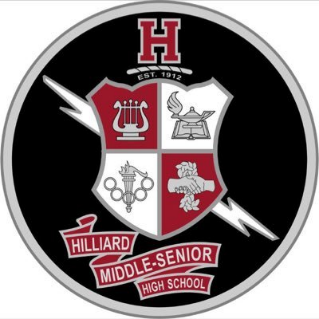 H
EST. 1912
HILLIARD
MIDDLE-SENIOR
HIGH SCHOOL